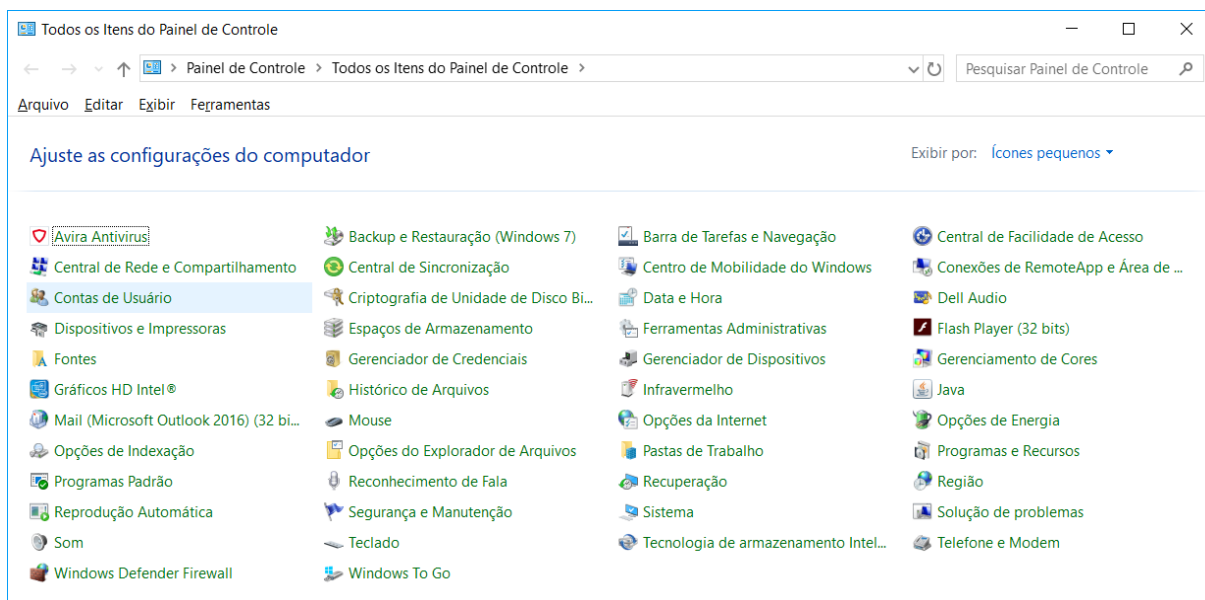 Todos os Itens do Painel de Controle
Painel de Controle > Todos os Itens do Painel de Controle >
Pesquisar Painel de Controle
Arquivo Editar Exibir Ferramentas
Ajuste as configurações do computador
Exibir por: Ícones pequenos
Avira Antivirus
Backup e Restauração (Windows 7)
Barra de Tarefas e Navegação
Central de Facilidade de Acesso
Central de Rede e Compartilhamento
Central de Sincronização
Centro de Mobilidade do Windows
Conexões de RemoteApp e Área de ...
Contas de Usuário
Criptografia de Unidade de Disco Bi...
Data e Hora
Dell Audio
Dispositivos e Impressoras
Espaços de Armazenamento
Ferramentas Administrativas
Flash Player (32 bits)
Fontes
Gerenciador de Credenciais
Gerenciador de Dispositivos
Gerenciamento de Cores
Gráficos HD Intel®
Histórico de Arquivos
Infravermelho
Java
Mail (Microsoft Outlook 2016) (32 bi...
Mouse
Opções da Internet
Opções de Energia
Opções de Indexação
Opções do Explorador de Arquivos
Pastas de Trabalho
Programas e Recursos
Programas Padrão
Reconhecimento de Fala
Recuperação
Região
Reprodução Automática
Segurança e Manutenção
Sistema
Solução de problemas
Som
Teclado
Tecnologia de armazenamento Intel...
Telefone e Modem
Windows Defender Firewall
Windows To Go